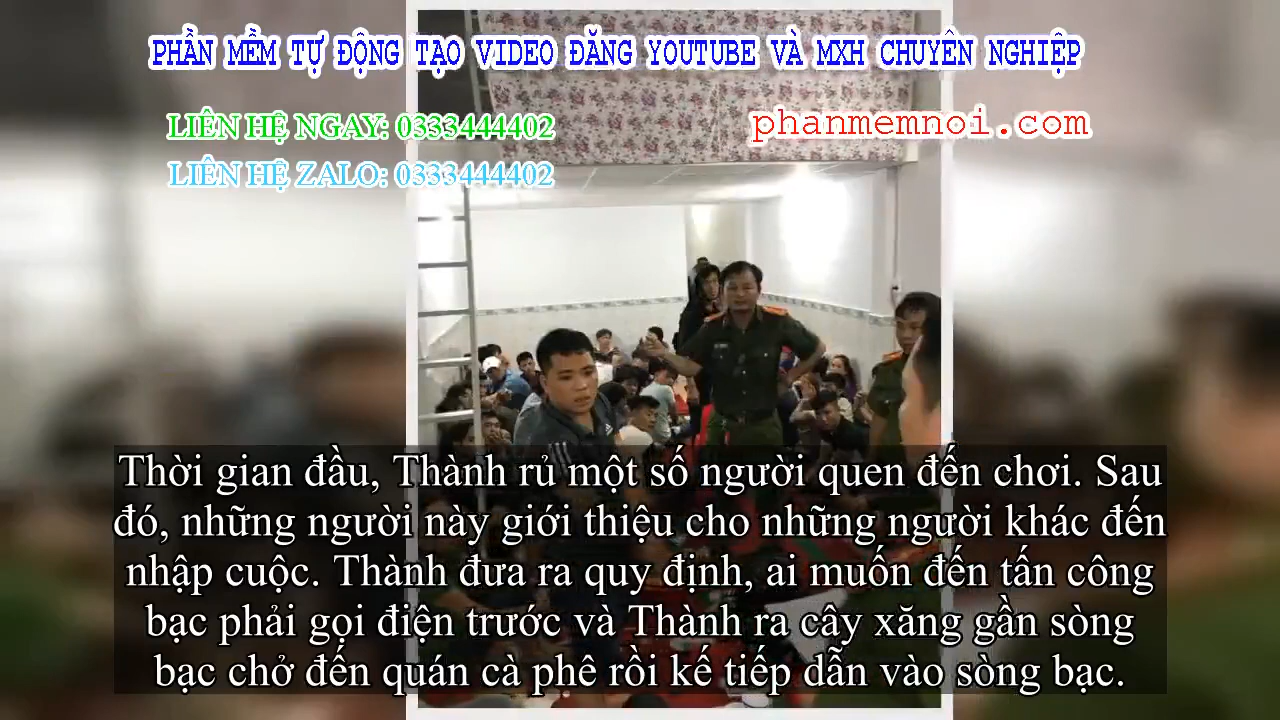 PHẦN MỀM TỰ ĐỘNG TẠO VIDEO ĐĂNG YOUTUBE VÀ MXH CHUYÊN NGHIỆP
LIÊN HỆ NGAY: 0333444402
phanmemnoi.com
LIÊN HỆ ZALO: 0333444402
Thời gian đầu, Thành rủ một số người quen đến chơi. Sau
đó, những người này giới thiệu cho những người khác đến
nhập cuộc. Thành đưa ra quy định, ai muốn đến tấn công
bạc phải gọi điện trước và Thành ra cây xăng gần sòng
bạc chở đến quán cà phê rồi kế tiếp dẫn vào sòng bạc.